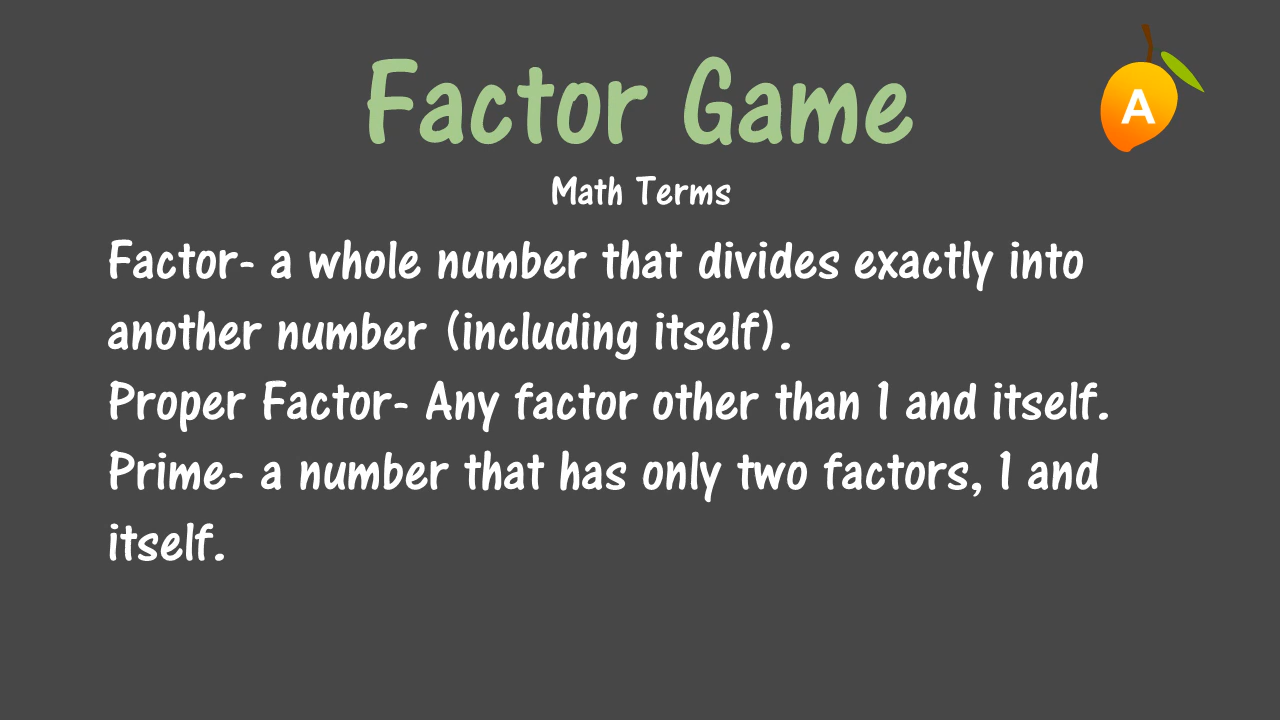 Factor Game
A
Math Terms
Factor- a whole number that divides exactly into
another number (including itself).
Proper Factor- Any factor other than 1 and itself.
Prime- a number that has only two factors, 1 and
itself.